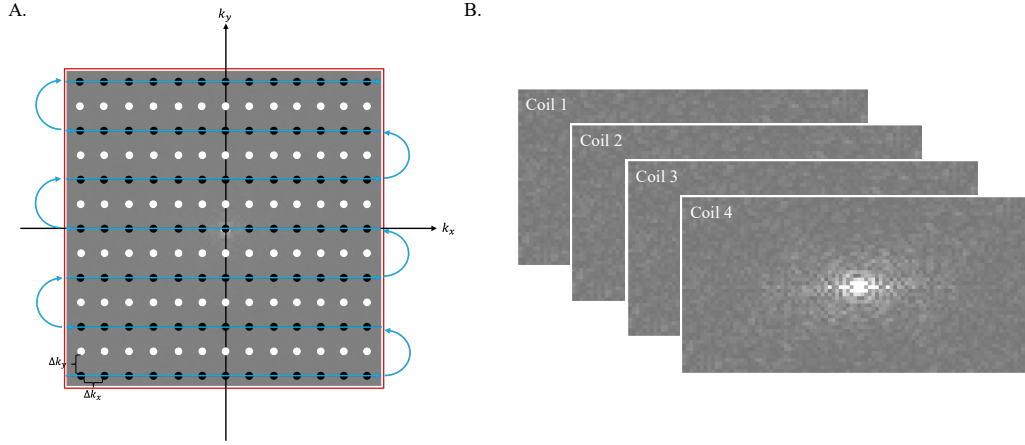 A.
B.
k_y
k_x
Δk_y
Δk_x
Coil 1
Coil 2
Coil 3
Coil 4